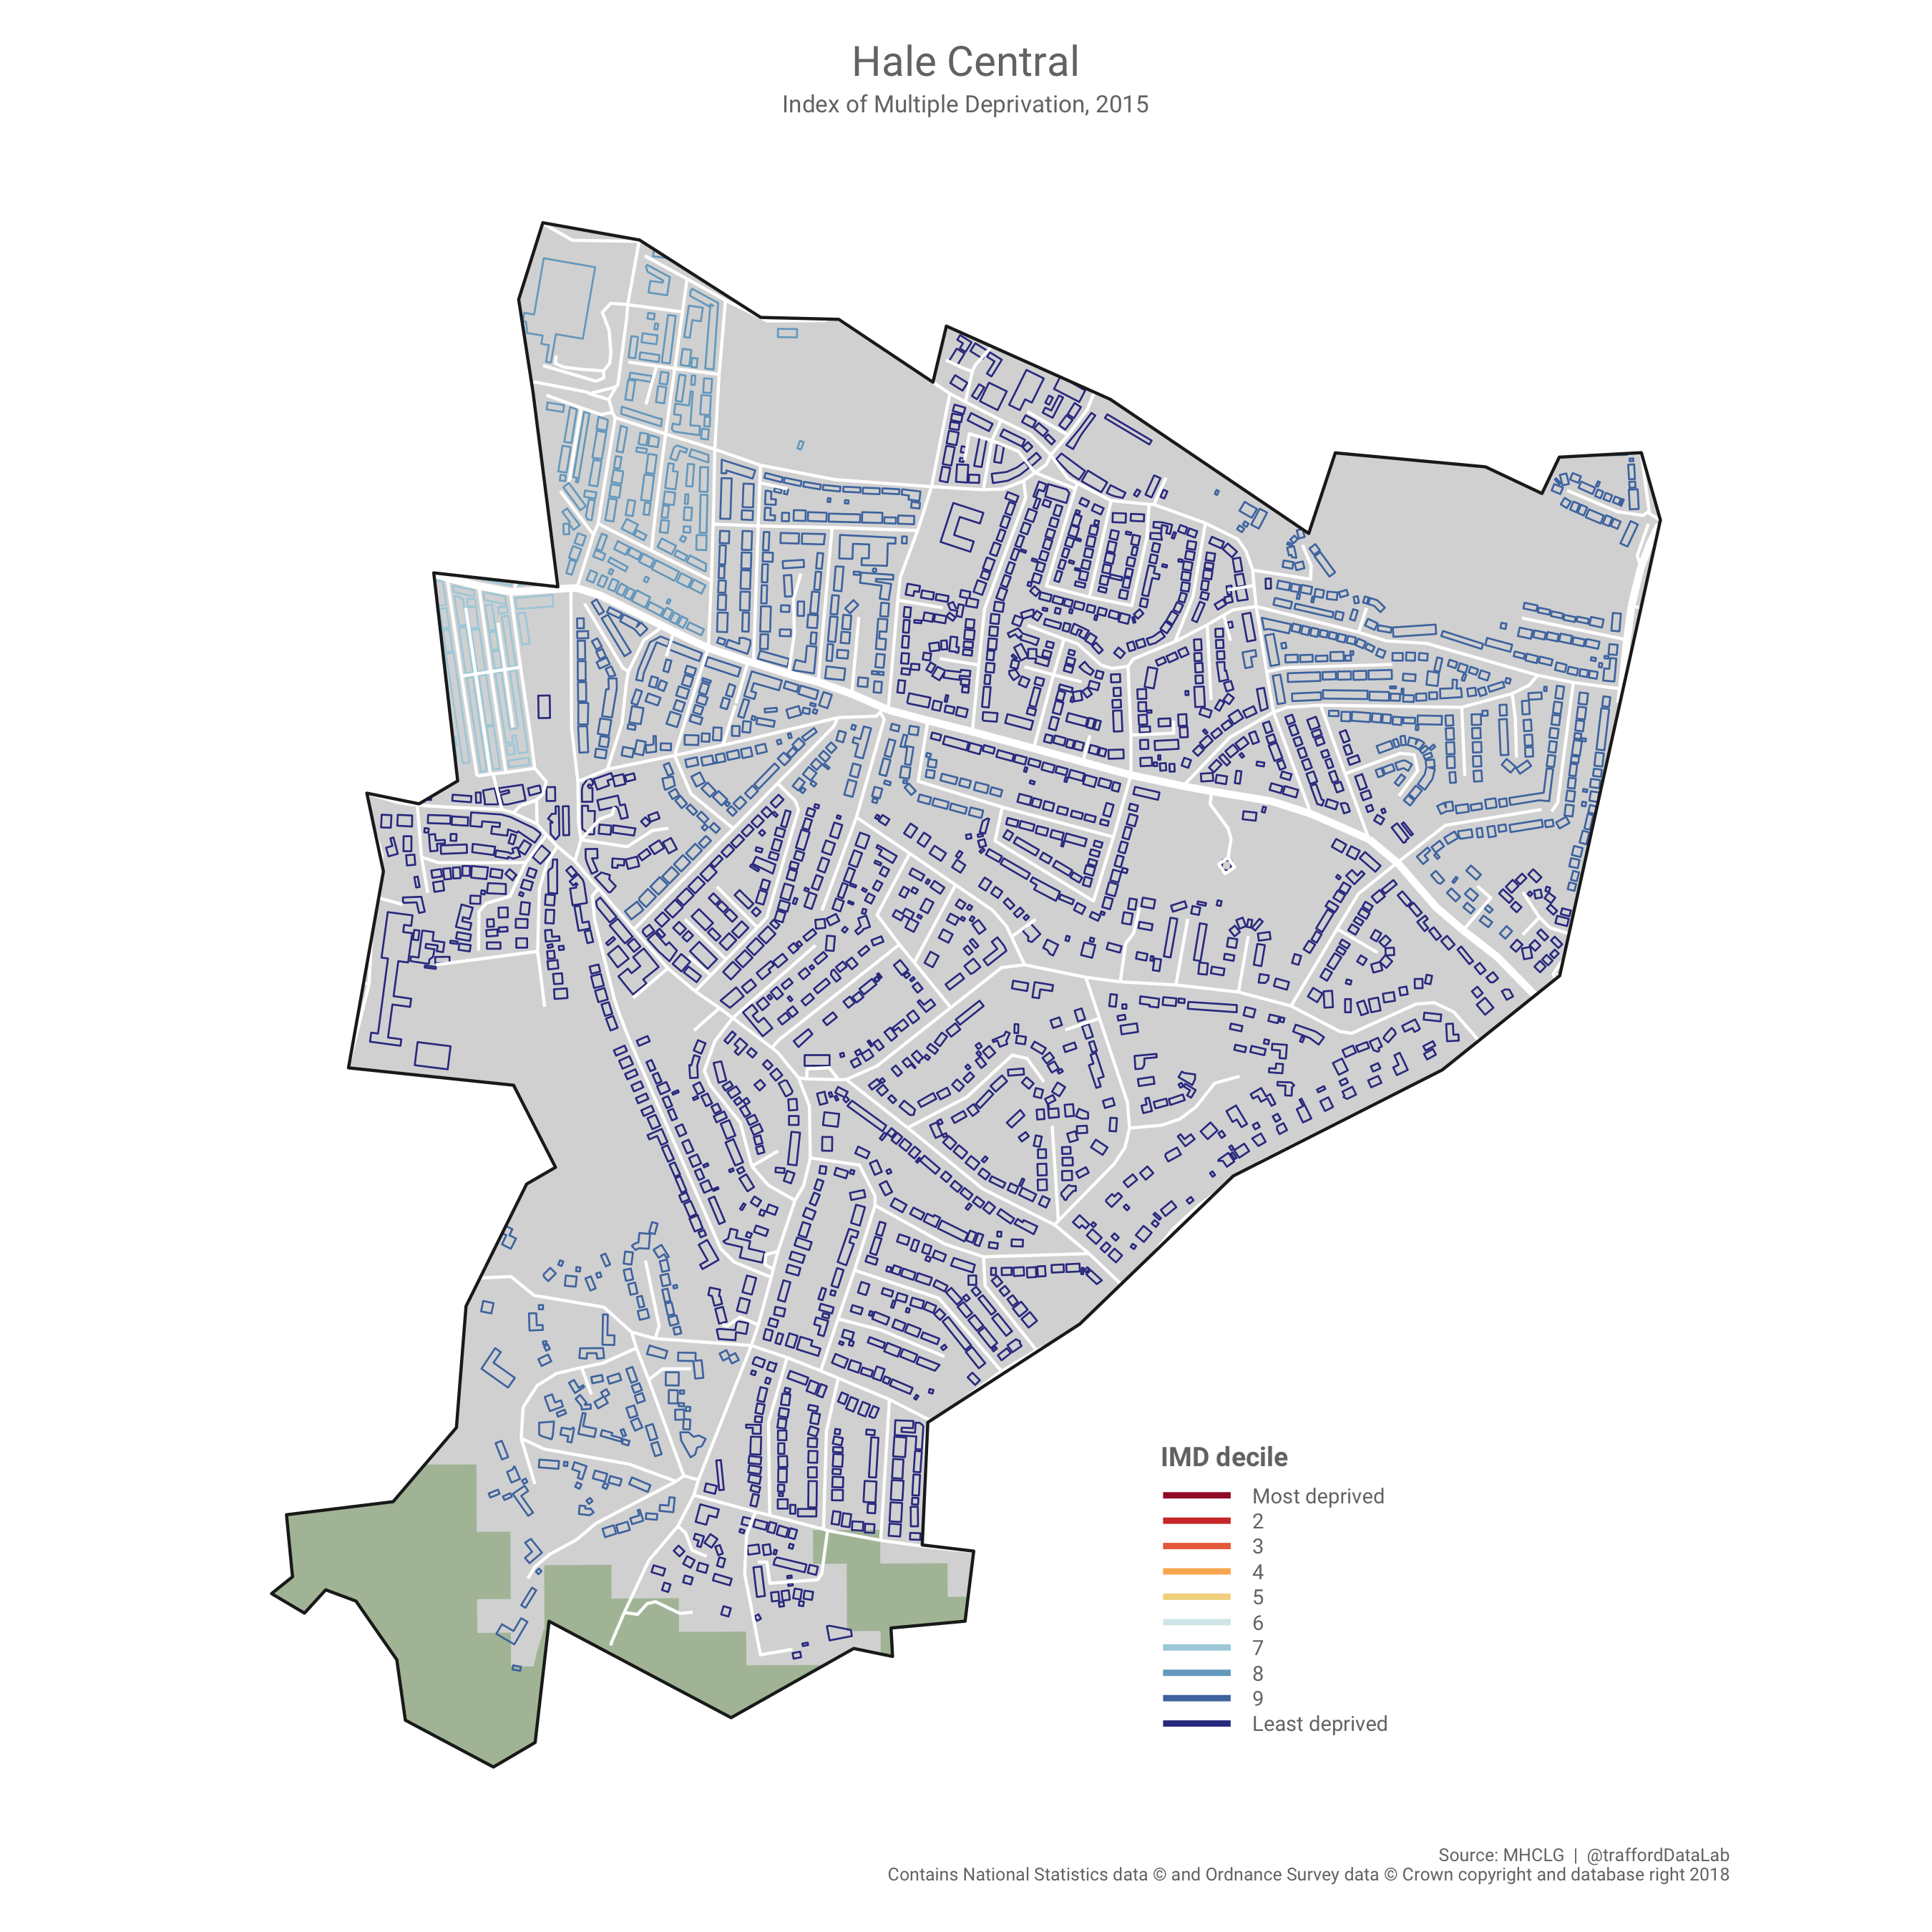 Hale Central
Index of Multiple Deprivation, 2015
IMD decile
Most deprived
2
3
4
5
6
7
8
9
Least deprived
Source: MHCLG | @traffordDataLab
Contains National Statistics data © and Ordnance Survey data © Crown copyright and database right 2018